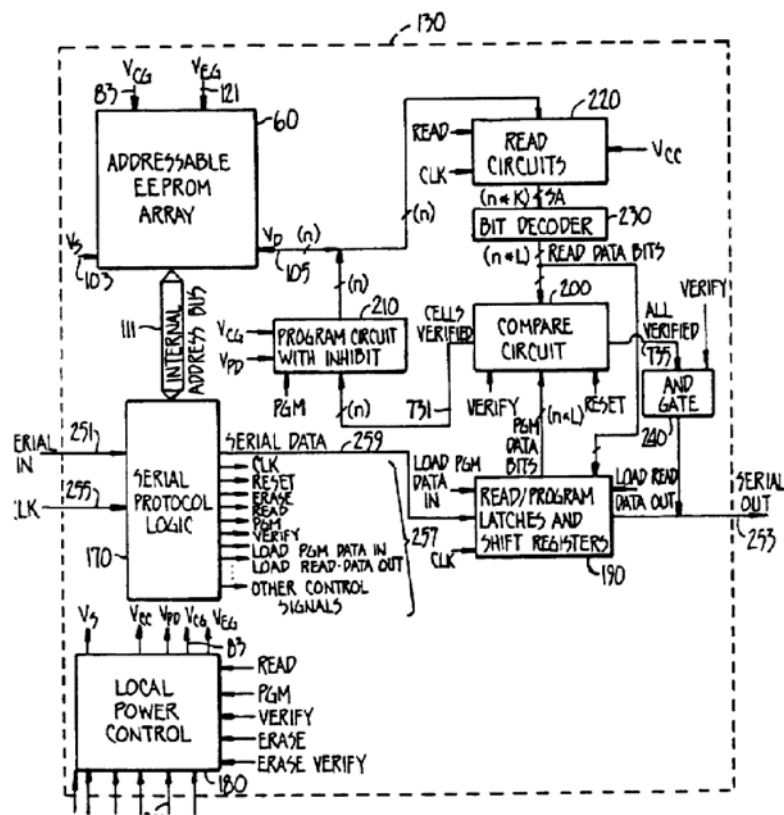 130
VCG
VEG
83
121
60
ADDRESSABLE
EEPROM
ARRAY
VS
103
VD
(n)
105
220
READ
READ
CIRCUITS
CLK
VCC
(n*K)
SA
(n)
BIT DECODER
230
(n*L)
READ DATA BITS
111
INTERNAL
ADDRESS BUS
(n)
210
VCG
VPD
PROGRAM CIRCUIT
WITH INHIBIT
PGM
(n)
CELLS
VERIFIED
731
200
COMPARE
CIRCUIT
VERIFY
RESET
ALL
VERIFIED
735
VERIFY
AND
GATE
240
PGM
DATA
BITS
(n*L)
ERIAL
IN
251
CLK
255
SERIAL
PROTOCOL
LOGIC
170
SERIAL DATA
259
CLK
RESET
ERASE
READ
PGM
VERIFY
LOAD PGM DATA IN
LOAD READ-DATA OUT
OTHER CONTROL
SIGNALS
257
LOAD PGM
DATA
IN
CLK
READ/PROGRAM
LATCHES AND
SHIFT REGISTERS
190
LOAD READ
DATA OUT
SERIAL
OUT
253
VS
VCC
VPD
VCG
VEG
83
LOCAL
POWER
CONTROL
180
READ
PGM
VERIFY
ERASE
ERASE VERIFY